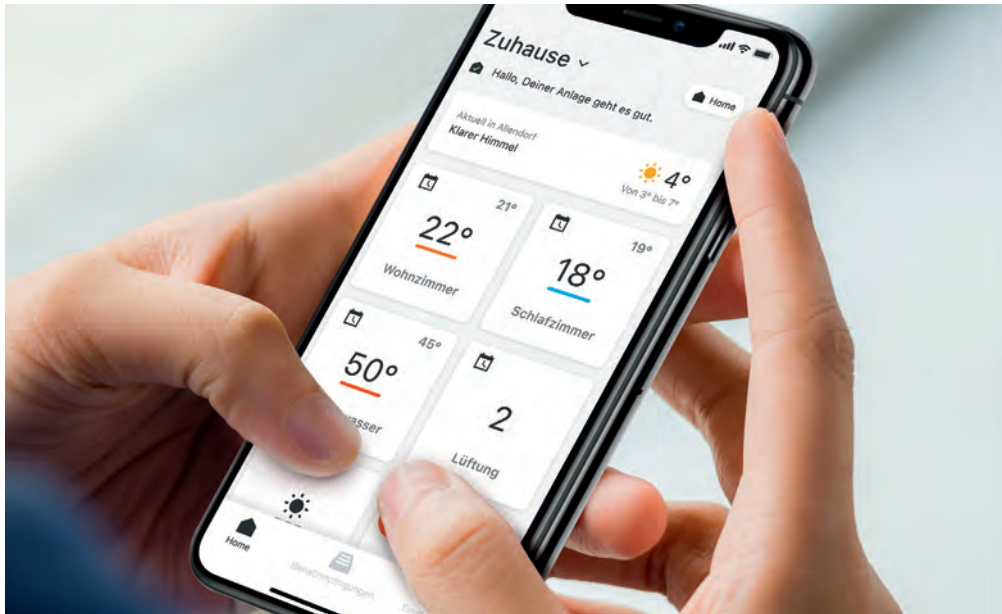 Zuhause
Hallo, Deiner Anlage geht es gut.
Home
Aktuell in Allendorf
Klarer Himmel
4°
Von 3° bis 7°
21°
22°
Wohnzimmer
19°
18°
Schlafzimmer
45°
50°
2
Lüftung
Home
Benachrichtigungen